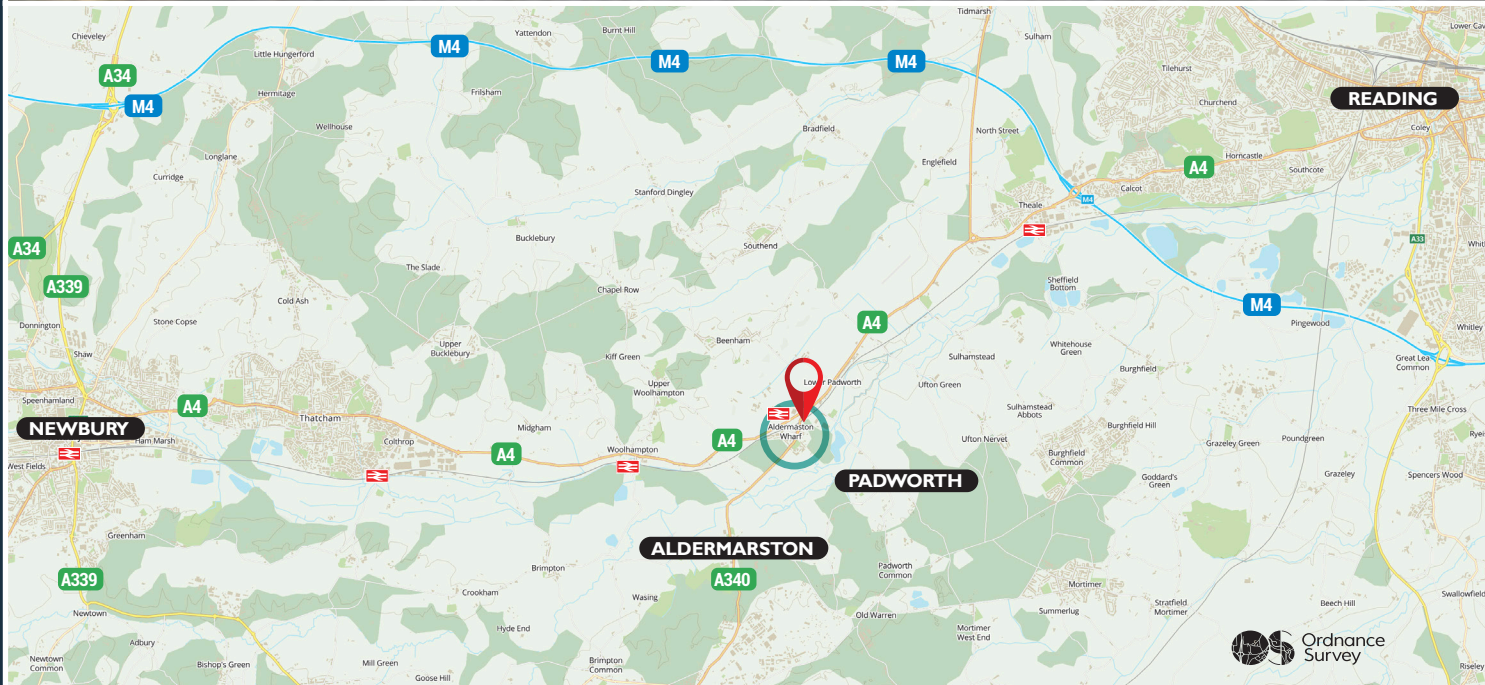 Tidmarsh
Chieveley
Yattendon
Burnt Hill
Sulham
M4
Little Hungerford
M4
M4
Tilehurst
A34
M4
Hermitage
Frilsham
READING
Churchend
Wellhouse
Bradfield
North Street
Coley
Longlane
Englefield
Horncastle
A4
Southcote
Curridge
Stanford Dingley
Calcot
M4
Theale
Bucklebury
Southend
A33
A34
The Slade
A339
Chapel Row
Sheffield
Bottom
Cold Ash
M4
Donnington
Stone Copse
A4
Pingewood
Whitley
Shaw
Upper
Bucklebury
Kiff Green
Beenham
Sulhamstead
Whitehouse
Green
Great Lea
Common
Burghfield
Upper
Woolhampton
Lower Padworth
Ufton Green
Speenhamland
A4
Thatcham
Sulhamstead
Abbots
Three Mile Cross
NEWBURY
Ham Marsh
Colthrop
Midgham
Aldermaston
Wharf
Burghfield Hill
A4
Woolhampton
A4
Ufton Nervet
Grazeley Green
Poundgreen
West Fields
Burghfield
Common
Goddard's
Green
Grazeley
Spencers Wood
PADWORTH
Greenham
ALDERMARSTON
Brimpton
A340
Padworth
Common
A339
Crookham
Wasing
Mortimer
Swallowfield
Newtown
Old Warren
Summerlug
Stratfield
Mortimer
Beech Hill
Hyde End
Mortimer
West End
Adbury
Newtown
Common
Bishop's Green
Mill Green
Brimpton
Common
Goose Hill
Riseley
Ordnance
Survey